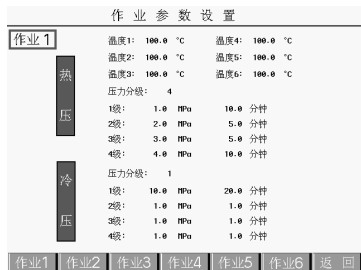 作业参数设置
作业1
温度1: 100.0 °C 温度4: 100.0 °C
温度2: 100.0 °C 温度5: 100.0 °C
温度3: 100.0 °C 温度6: 100.0 °C
热压
压力分级: 4
1级: 1.0 MPa 10.0 分钟
2级: 2.0 MPa 5.0 分钟
3级: 3.0 MPa 5.0 分钟
4级: 4.0 MPa 10.0 分钟
冷压
压力分级: 1
1级: 10.0 MPa 20.0 分钟
2级: 1.0 MPa 1.0 分钟
3级: 1.0 MPa 1.0 分钟
4级: 1.0 MPa 1.0 分钟
作业1 作业2 作业3 作业4 作业5 作业6 返回